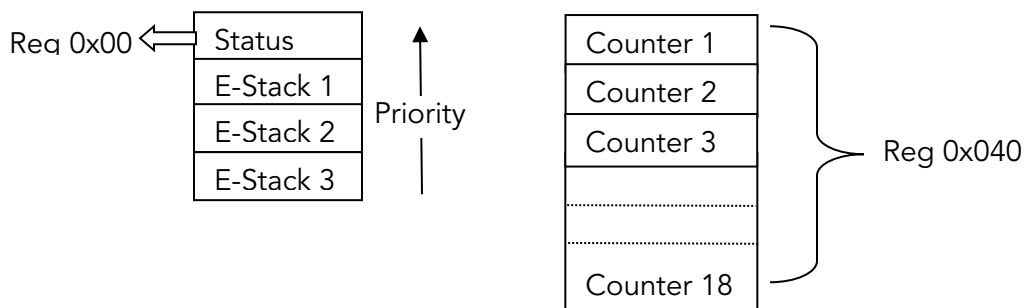 Reg 0x00
Status
E-Stack 1
E-Stack 2
E-Stack 3
Priority
Counter 1
Counter 2
Counter 3
Counter 18
Reg 0x040